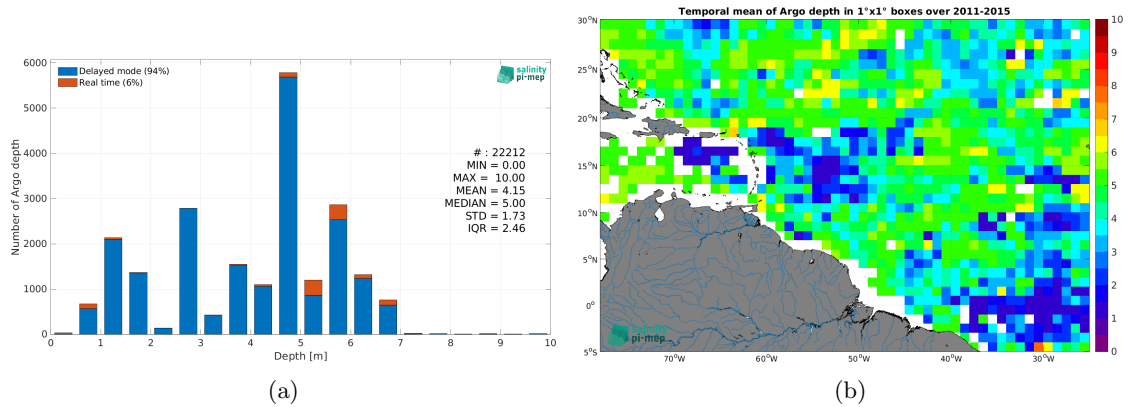 Delayed mode (94%)
Real time (6%)
salinity
pi-mep
# : 22212
MIN = 0.00
MAX = 10.00
MEAN = 4.15
MEDIAN = 5.00
STD = 1.73
IQR = 2.46
Number of Argo depth
6000
5000
4000
3000
2000
1000
0
0 1 2 3 4 5 6 7 8 9 10
Depth [m]
(a)
Temporal mean of Argo depth in 1°x1° boxes over 2011-2015
30°N
25°N
20°N
15°N
10°N
5°N
0°
5°S
70°W 60°W 50°W 40°W 30°W
salinity
pi-mep
10
9
8
7
6
5
4
3
2
1
0
(b)